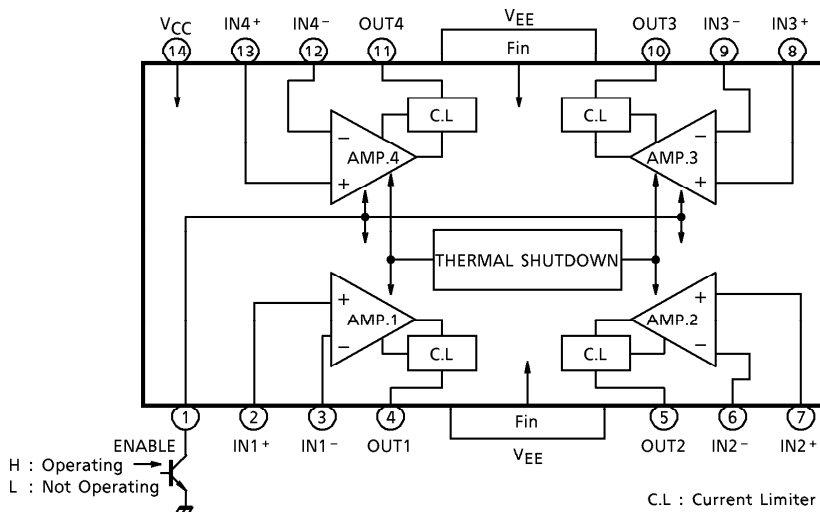 VCC IN4+ IN4− OUT4 VEE OUT3 IN3− IN3+
14 13 12 11 Fin 10 9 8
C.L C.L
− −
AMP.4 AMP.3
+ +
THERMAL SHUTDOWN
+ +
AMP.1 AMP.2
− −
C.L C.L
1 2 3 4 Fin 5 6 7
ENABLE IN1+ IN1− OUT1 VEE OUT2 IN2− IN2+
H : Operating
L : Not Operating
C.L : Current Limiter